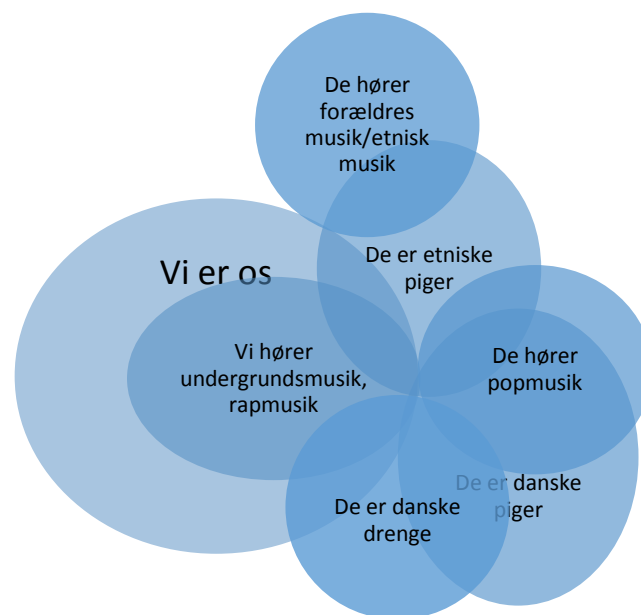 De hører
forældres
musik/etnisk
musik
De er etniske
piger
Vi er os
Vi hører
undergrundsmusik,
rapmusik
De hører
popmusik
De er danske
piger
De er danske
drenge